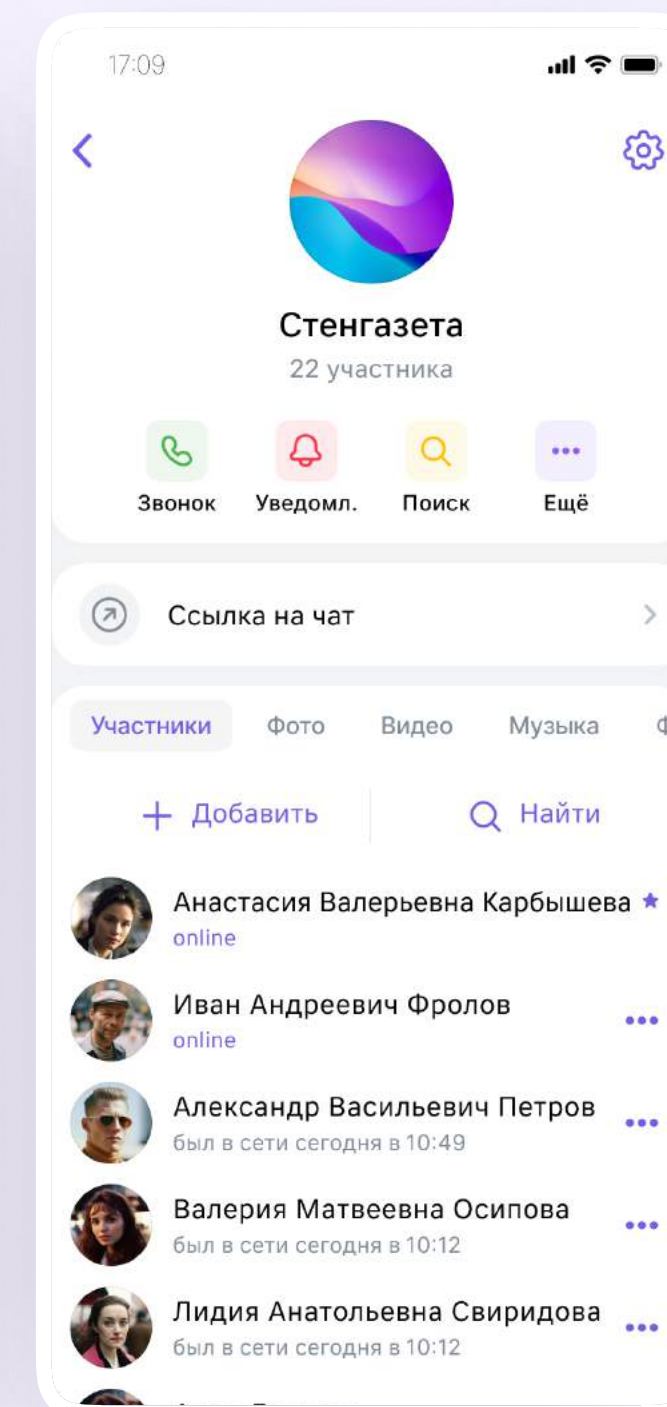 17:09
Стенгазета
22 участника
Звонок Уведомл. Поиск Ещё
Ссылка на чат
Участники Фото Видео Музыка
Добавить Найти
Анастасия Валерьевна Карбышева
online
Иван Андреевич Фролов
online
Александр Васильевич Петров
был в сети сегодня в 10:49
Валерия Матвеевна Осипова
был в сети сегодня в 10:12
Лидия Анатольевна Свиридова
был в сети сегодня в 10:12